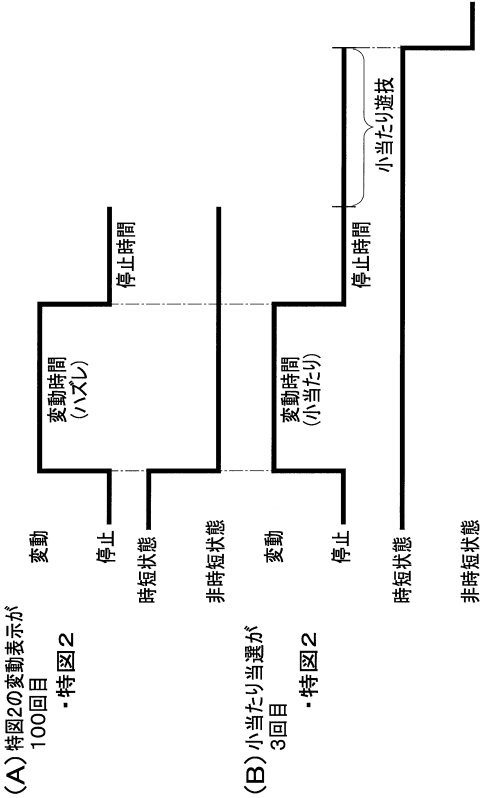 (A) 特図2の変動表示が
100回目
・特図2
変動
停止
変動時間
(ハズレ)
停止時間
時短状態
非時短状態
(B) 小当たり当選が
3回目
・特図2
変動
停止
変動時間
(小当たり)
停止時間
小当たり遊技
時短状態
非時短状態